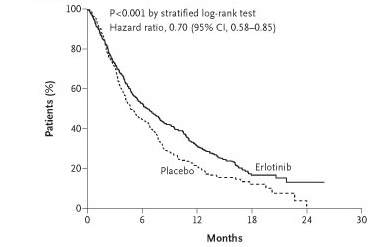 100
P<0.001 by stratified log-rank test
Hazard ratio, 0.70 (95% CI, 0.58–0.85)
80
60
Patients (%)
40
20
Erlotinib
Placebo
0
0 6 12 18 24 30
Months